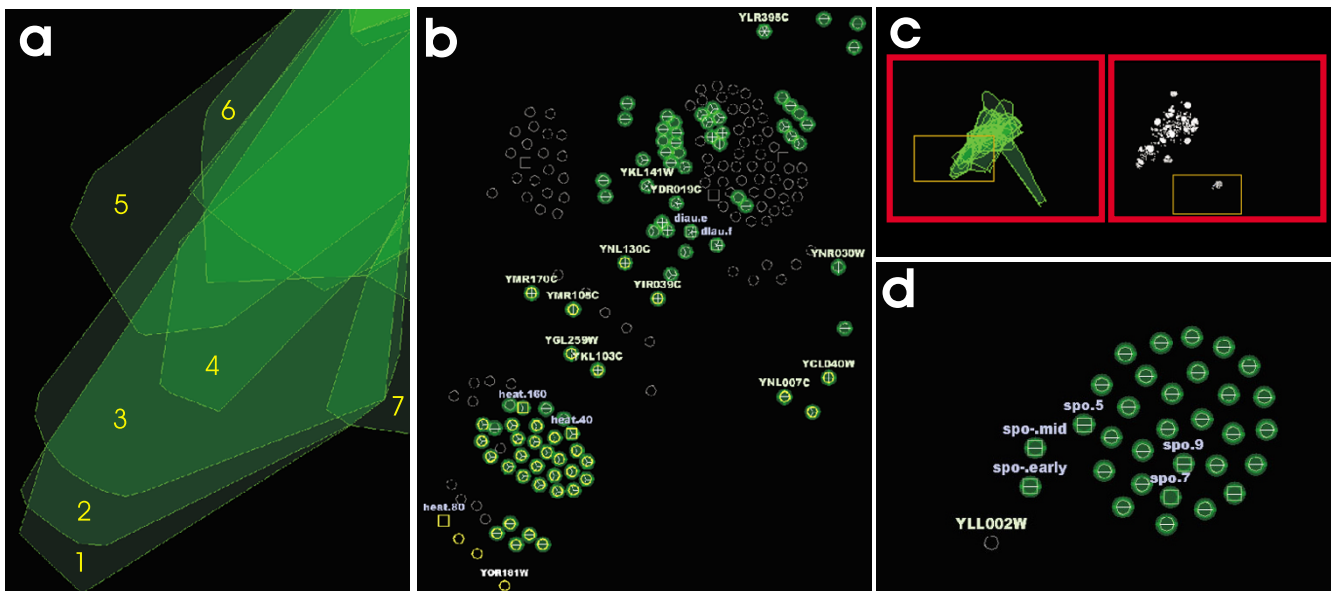 a
6
5
4
3
7
2
1
b
YLR395C
YKL141W
YDR019C
diau.e
diau.f
YNL130C
YNR030W
YMR170C
YIR039C
YMR108C
YGL259W
YKL103C
YCL040W
YNL007C
heat.160
heat.40
heat.80
YOR181W
c
d
spo.5
spo-.mid
spo.9
spo-.early
spo.7
YLL002W